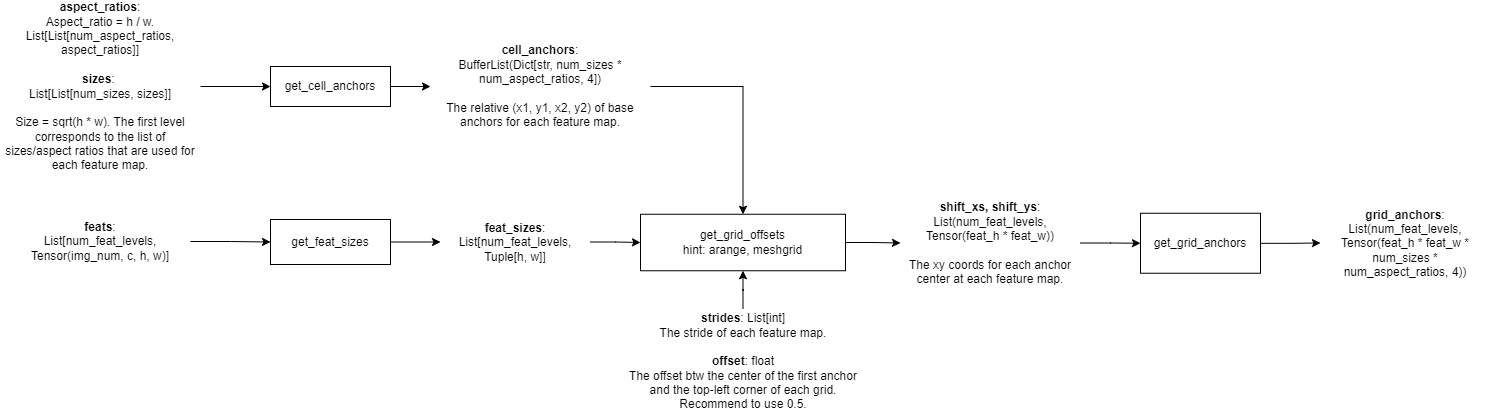 aspect_ratios:
Aspect_ratio = h / w.
List[List[num_aspect_ratios,
aspect_ratios]]
sizes:
List[List[num_sizes, sizes]]
Size = sqrt(h * w). The first level
corresponds to the list of
sizes/aspect ratios that are used for
each feature map.
get_cell_anchors
cell_anchors:
BufferList(Dict[str, num_sizes *
num_aspect_ratios, 4])
The relative (x1, y1, x2, y2) of base
anchors for each feature map.
feats:
List[num_feat_levels,
Tensor(img_num, c, h, w)]
get_feat_sizes
feat_sizes:
List[num_feat_levels,
Tuple[h, w]]
get_grid_offsets
hint: arange, meshgrid
strides: List[int]
The stride of each feature map.
offset: float
The offset btw the center of the first anchor
and the top-left corner of each grid.
Recommend to use 0.5.
shift_xs, shift_ys:
List(num_feat_levels,
Tensor(feat_h * feat_w))
The xy coords for each anchor
center at each feature map.
get_grid_anchors
grid_anchors:
List(num_feat_levels,
Tensor(feat_h * feat_w *
num_sizes *
num_aspect_ratios, 4))